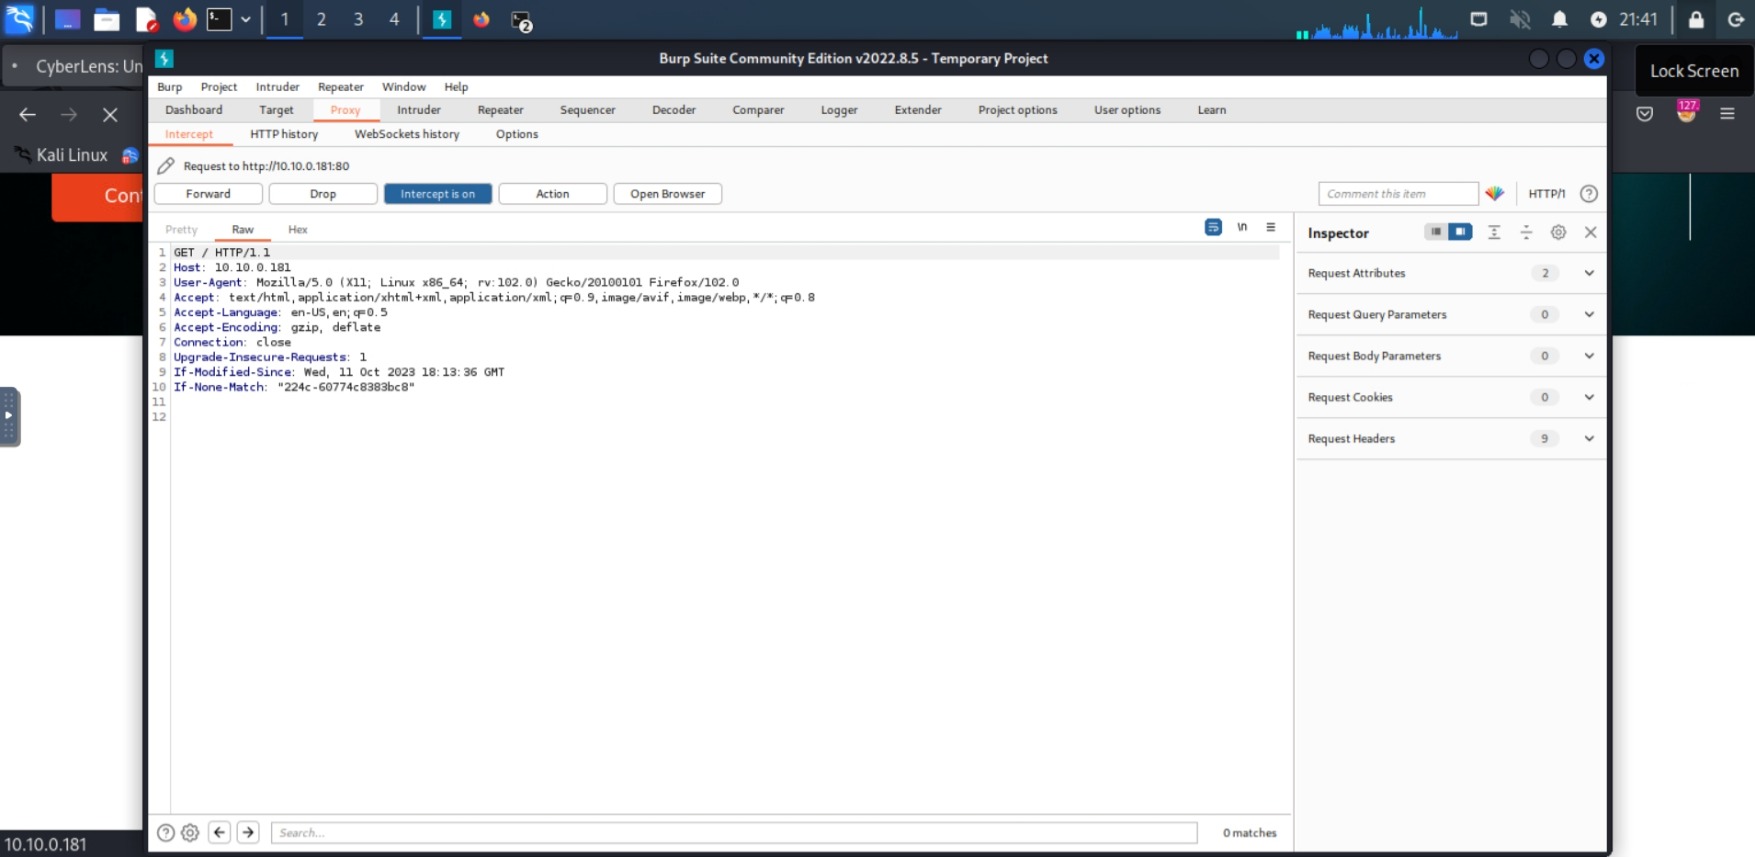 1 2 3 4 2 21:41
CyberLens: Un
Burp Suite Community Edition v2022.8.5 - Temporary Project
Lock Screen
Burp Project Intruder Repeater Window Help
Dashboard Target Proxy Intruder Repeater Sequencer Decoder Comparer Logger Extender Project options User options Learn
127.
Intercept HTTP history WebSockets history Options
Kali Linux
Request to http://10.10.0.181:80
Con
Forward Drop Intercept is on Action Open Browser Comment this item HTTP/1
Pretty Raw Hex \n
Inspector
1 GET / HTTP/1.1
2 Host: 10.10.0.181
3 User-Agent: Mozilla/5.0 (X11; Linux x86_64; rv:102.0) Gecko/20100101 Firefox/102.0
4 Accept: text/html,application/xhtml+xml,application/xml;q=0.9,image/avif,image/webp,*/*;q=0.8
5 Accept-Language: en-US,en;q=0.5
6 Accept-Encoding: gzip, deflate
7 Connection: close
8 Upgrade-Insecure-Requests: 1
9 If-Modified-Since: Wed, 11 Oct 2023 18:13:36 GMT
10 If-None-Match: "224c-60774c8383bc8"
11
12
Request Attributes 2
Request Query Parameters 0
Request Body Parameters 0
Request Cookies 0
Request Headers 9
Search... 0 matches
10.10.0.181